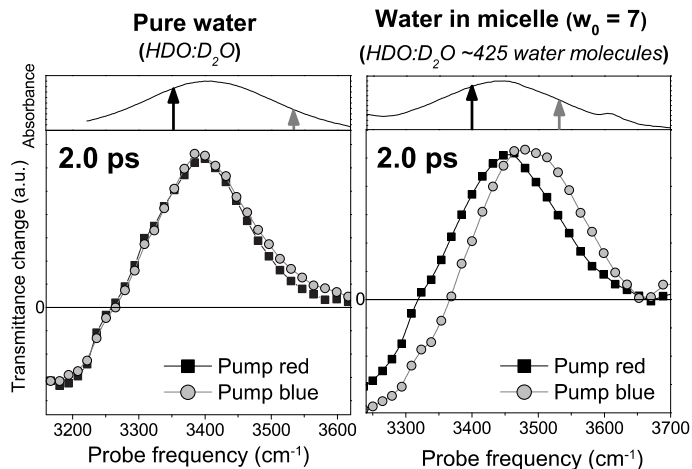 Pure water
(HDO:D₂O)
Water in micelle (w₀ = 7)
(HDO:D₂O ~425 water molecules)
Absorbance
2.0 ps
2.0 ps
Transmittance change (a.u.)
0
0
Pump red
Pump blue
Pump red
Pump blue
3200 3300 3400 3500 3600
3300 3400 3500 3600 3700
Probe frequency (cm⁻¹)
Probe frequency (cm⁻¹)